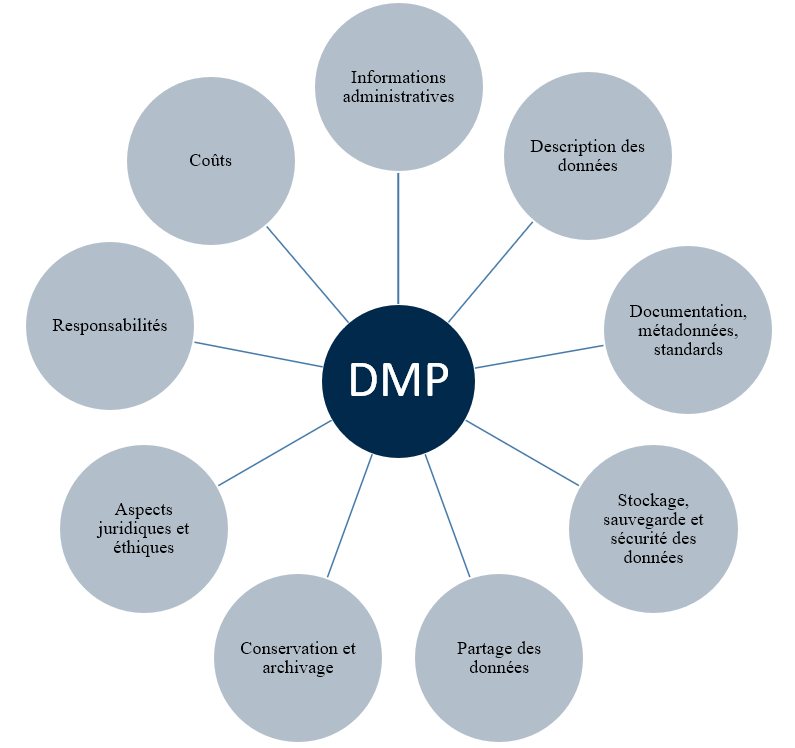 Informations
administratives
Description des
données
Documentation,
métadonnées,
standards
Stockage,
sauvegarde et
sécurité des
données
Partage des
données
Conservation et
archivage
Aspects
juridiques et
éthiques
Responsabilités
Coûts
DMP